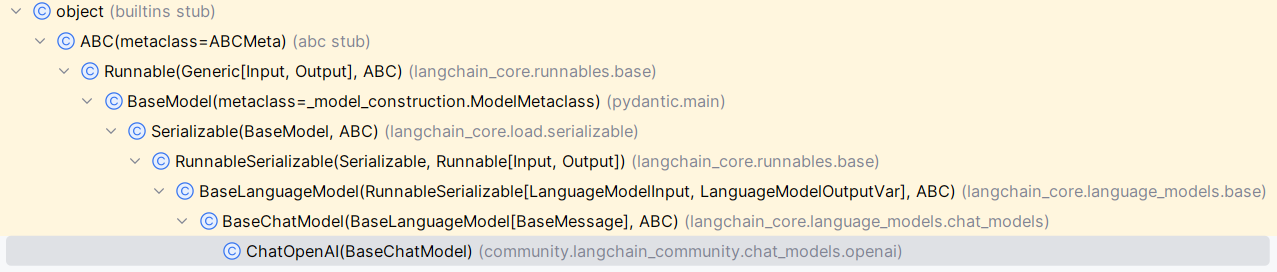 object (builtins stub)
ABC(metaclass=ABCMeta) (abc stub)
Runnable(Generic[Input, Output], ABC) (langchain_core.runnables.base)
BaseModel(metaclass=_model_construction.ModelMetaclass) (pydantic.main)
Serializable(BaseModel, ABC) (langchain_core.load.serializable)
RunnableSerializable(Serializable, Runnable[Input, Output]) (langchain_core.runnables.base)
BaseLanguageModel(RunnableSerializable[LanguageModelInput, LanguageModelOutputVar], ABC) (langchain_core.language_models.base)
BaseChatModel(BaseLanguageModel[BaseMessage], ABC) (langchain_core.language_models.chat_models)
ChatOpenAI(BaseChatModel) (community.langchain_community.chat_models.openai)